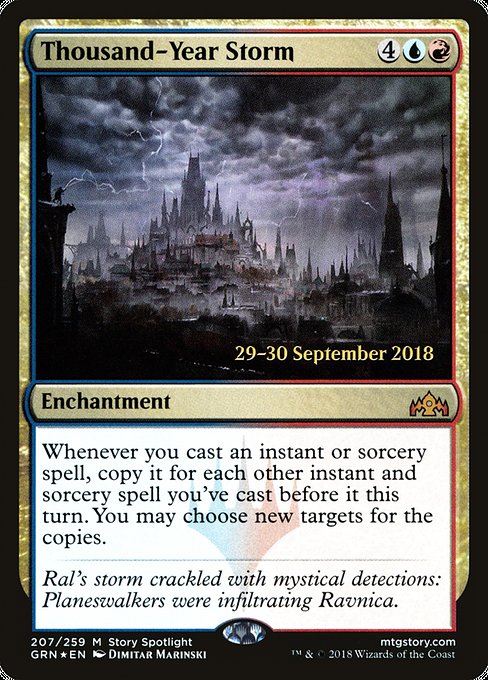 Thousand-Year Storm 4
29–30 September 2018
Enchantment
Whenever you cast an instant or sorcery
spell, copy it for each other instant and
sorcery spell you've cast before it this
turn. You may choose new targets for the
copies.
Ral's storm crackled with mystical detections:
Planeswalkers were infiltrating Ravnica.
207/259 M Story Spotlight
mtgstory.com
GRN★EN Dimitar Marinski
™ & © 2018 Wizards of the Coast